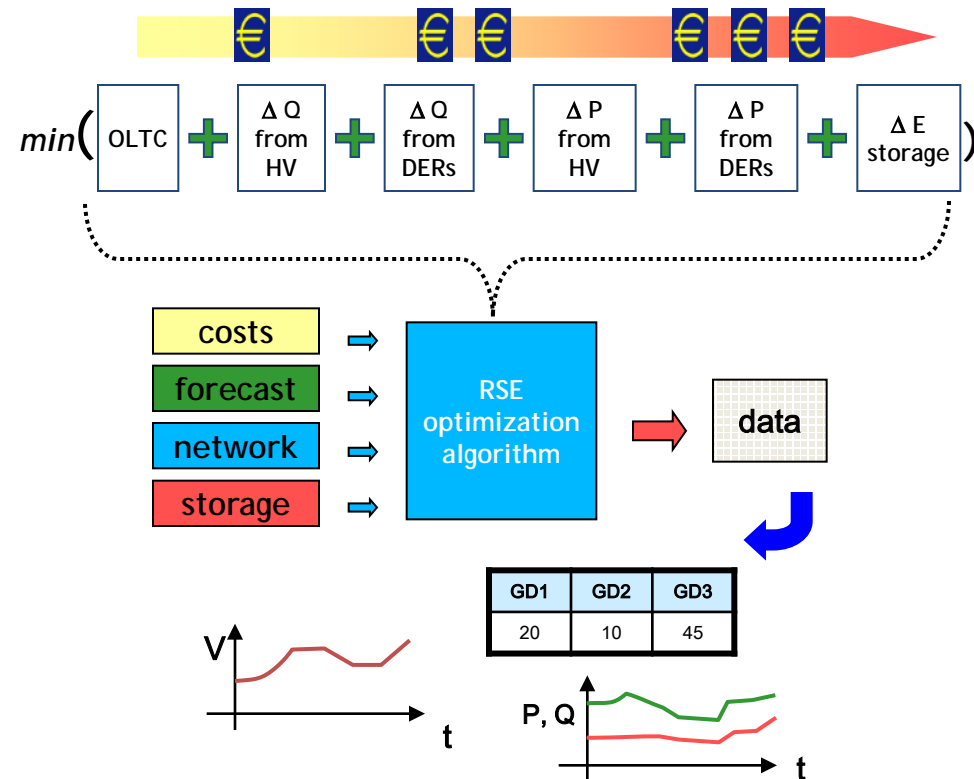 € € € € € €
min( OLTC + Δ Q + Δ Q + Δ P + Δ P + Δ E )
from from from from storage
HV DERs HV DERs
costs
forecast
network
storage
RSE
optimization
algorithm
data
GD1 GD2 GD3
20 10 45
V
t
P, Q
t